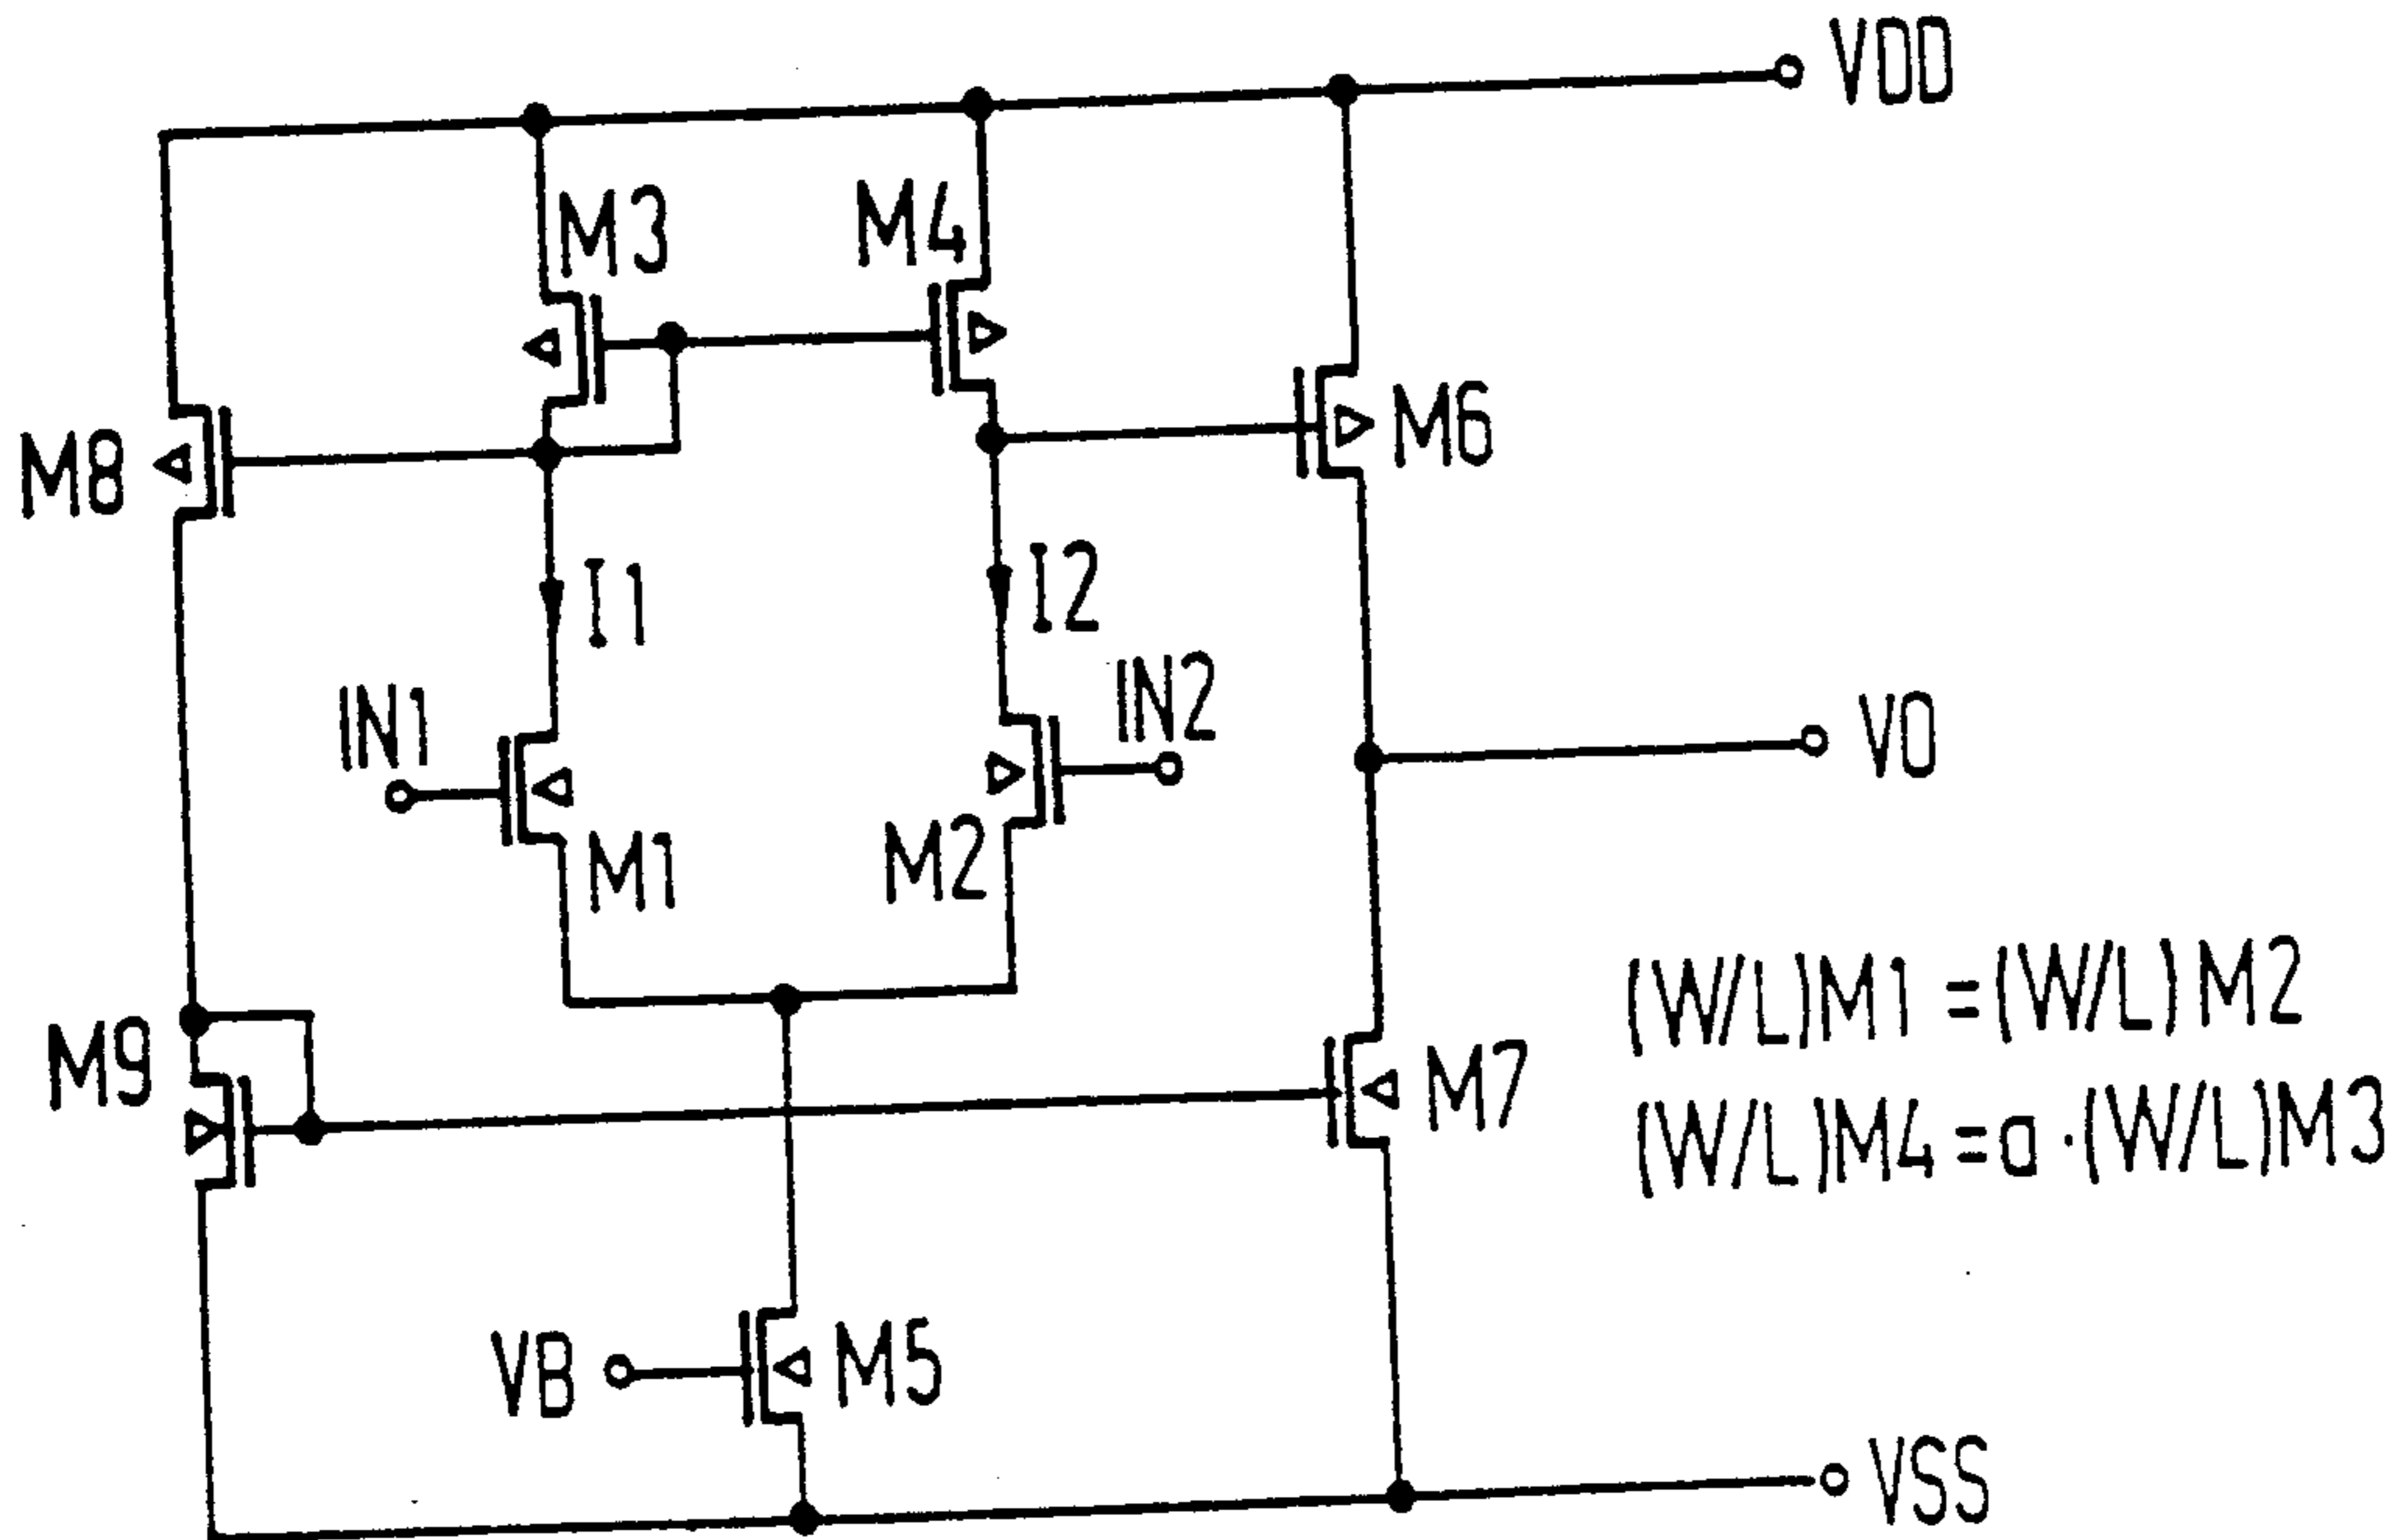 VDD
M3
M4
M8
M6
I1
I2
IN1
IN2
VO
M1
M2
(W/L)M1=(W/L)M2
M9
M7
(W/L)M4=a·(W/L)M3
VB
M5
VSS